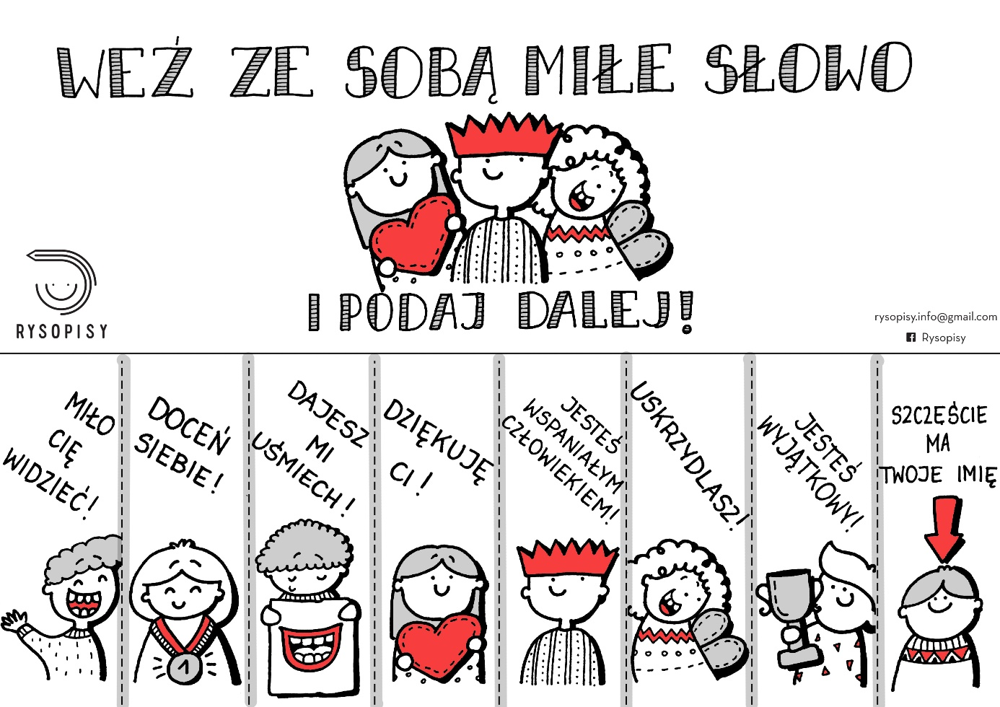 WEŹ ZE SOBĄ MIŁE SŁOWO
I PODAJ DALEJ!
RYSOPISY
rysopisy.info@gmail.com
Rysopisy
MIŁO
CIĘ
WIDZIEĆ!
DOCEŃ
SIEBIE!
DAJESZ
MI
UŚMIECH!
DZIĘKUJĘ
CI!
JESTEŚ
WSPANIAŁYM
CZŁOWIEKIEM!
USKRZYDLASZ!
JESTEŚ
WYJĄTKOWY!
SZCZĘŚCIE
MA
TWOJE IMIĘ
1